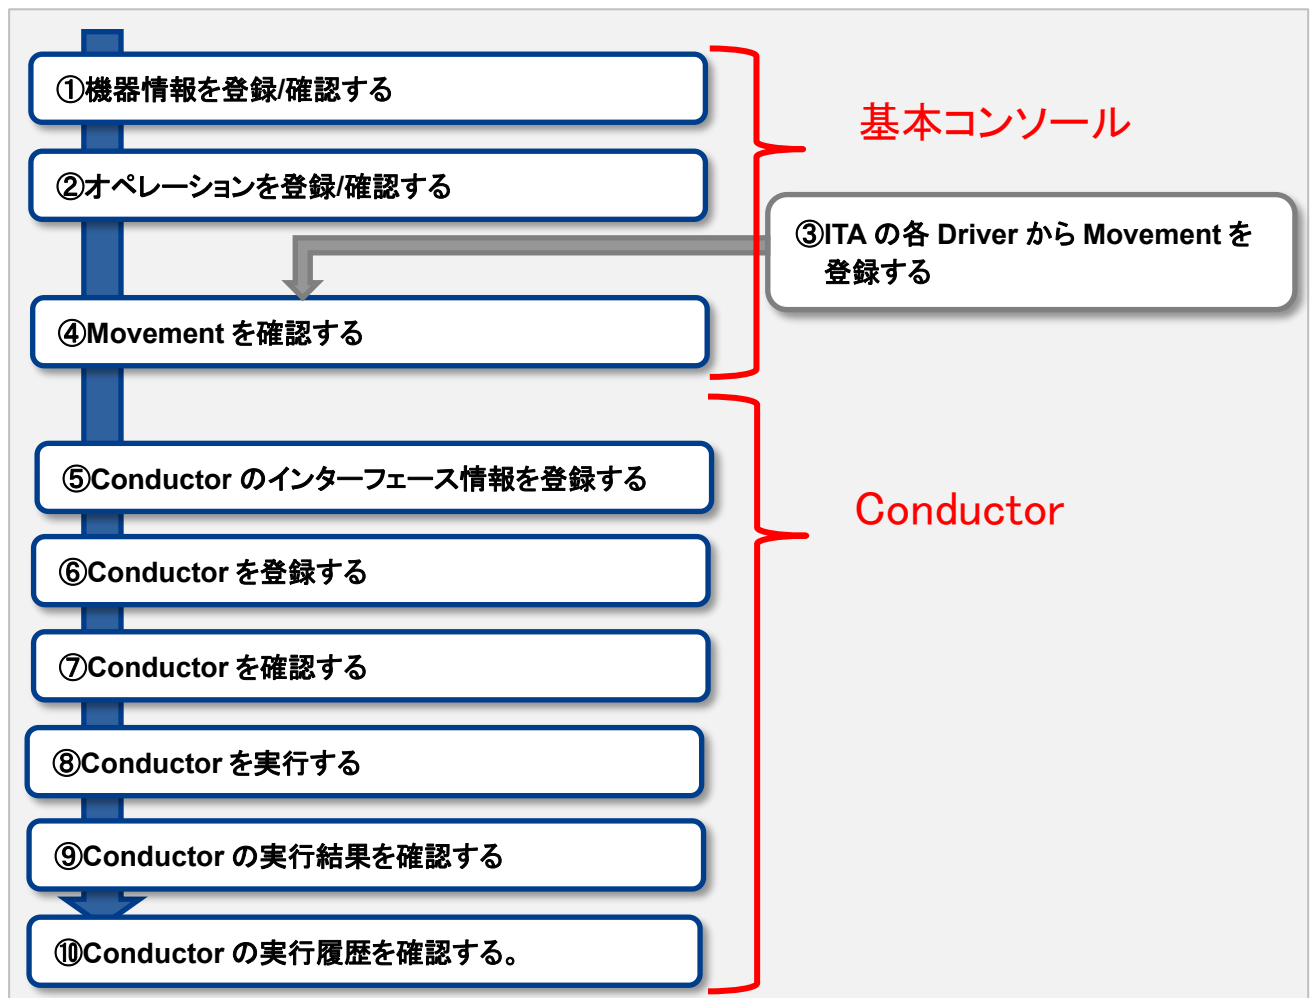 ①機器情報を登録/確認する
基本コンソール
②オペレーションを登録/確認する
③ITA の各 Driver から Movement を
登録する
④Movement を確認する
⑤Conductor のインターフェース情報を登録する
Conductor
⑥Conductor を登録する
⑦Conductor を確認する
⑧Conductor を実行する
⑨Conductor の実行結果を確認する
⑩Conductor の実行履歴を確認する。